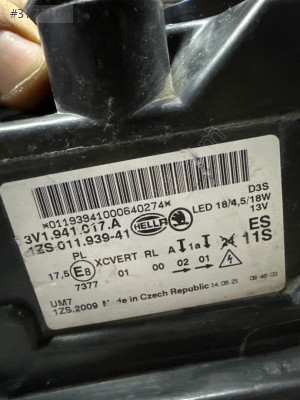 *01193941000640274*
3V1.941.017.A
1ZS.011.939-41
HELLA
D3S
LED 18/4,5/18W
13V
PL XCVERT RL A 1a
ES
11S
17,5 E8 01 00 02 01
7377
UM7
1ZS.2009 Made in Czech Republic 14.05.21